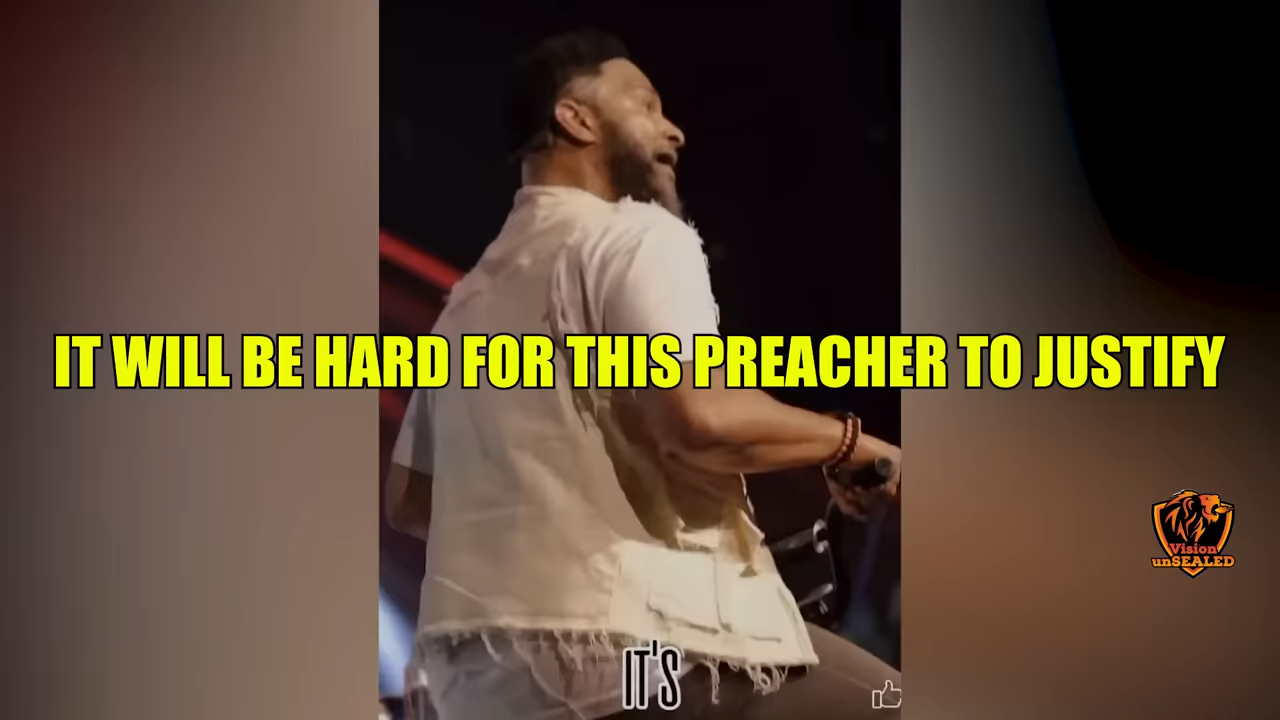 IT WILL BE HARD FOR THIS PREACHER TO JUSTIFY
Vision
unSEALED
IT'S